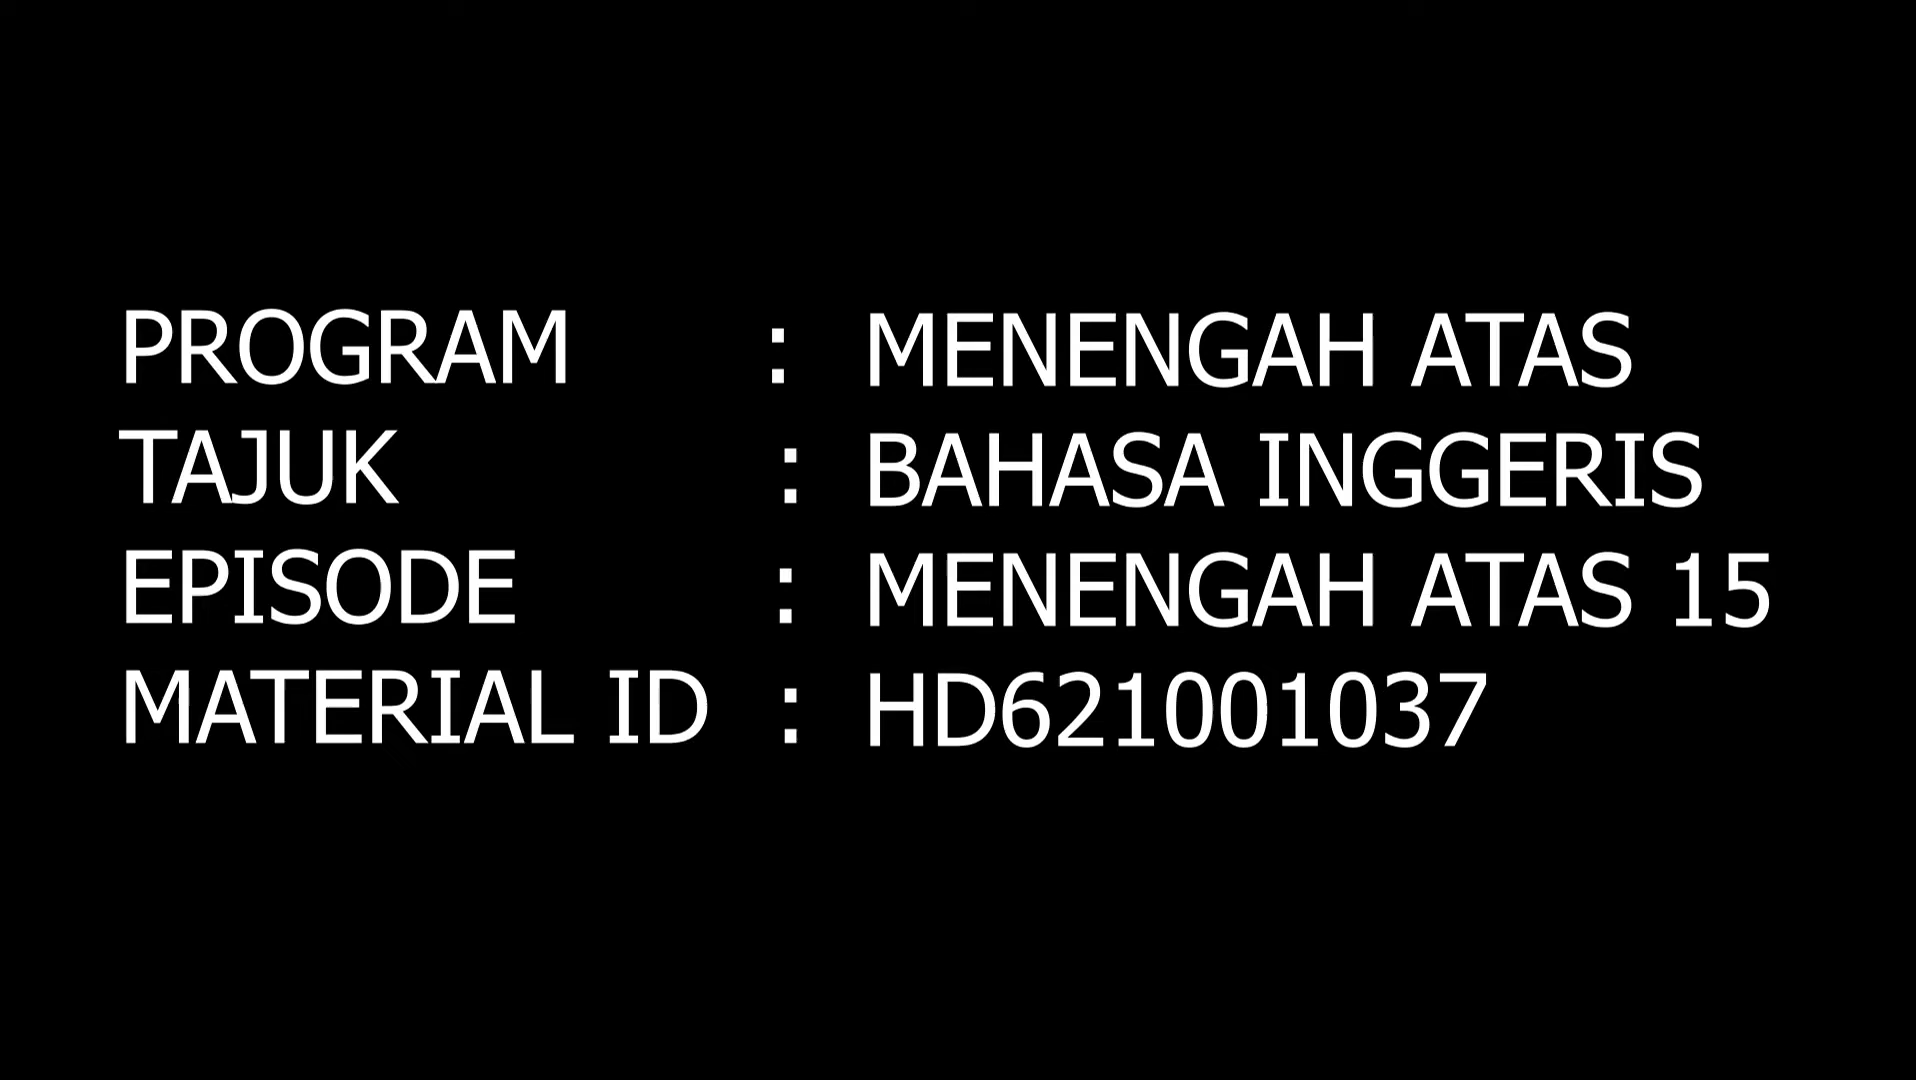 PROGRAM : MENENGAH ATAS
TAJUK : BAHASA INGGERIS
EPISODE : MENENGAH ATAS 15
MATERIAL ID : HD621001037